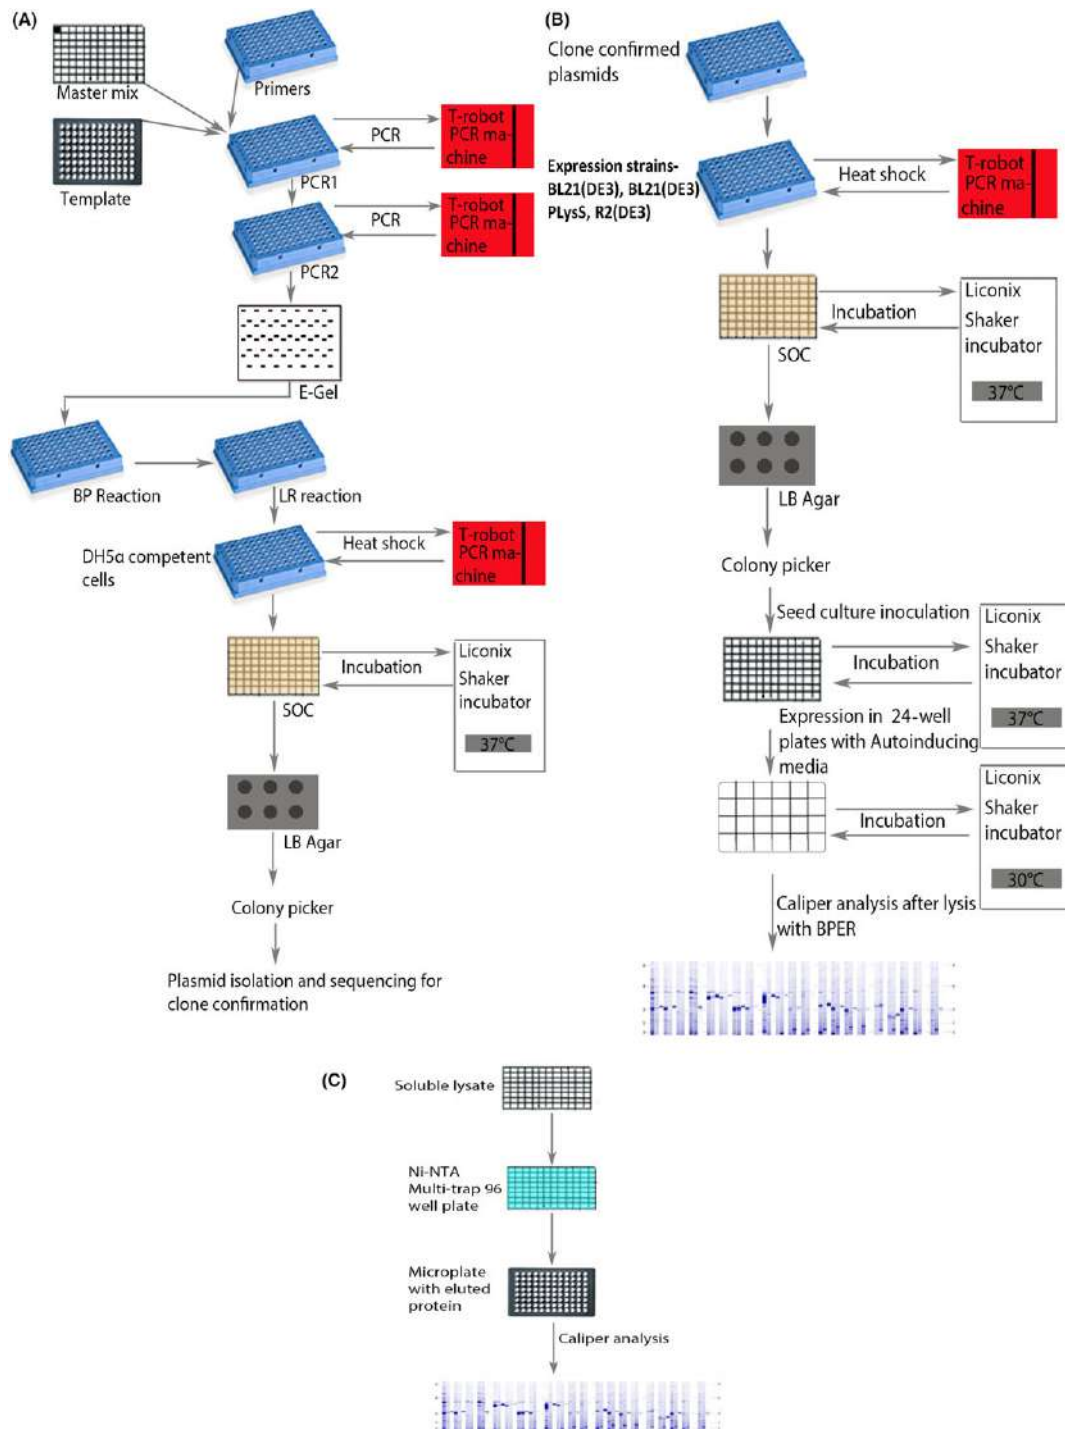 (A)
Master mix
Primers
Template
PCR
T-robot
PCR ma-
chine
PCR1
PCR
T-robot
PCR ma-
chine
PCR2
E-Gel
BP Reaction
LR reaction
DH5α competent
cells
Heat shock
T-robot
PCR ma-
chine
SOC
Incubation
Liconix
Shaker
incubator
37°C
LB Agar
Colony picker
Plasmid isolation and sequencing for
clone confirmation
(B)
Clone confirmed
plasmids
Expression strains-
BL21(DE3), BL21(DE3)
PLysS, R2(DE3)
Heat shock
T-robot
PCR ma-
chine
SOC
Incubation
Liconix
Shaker
incubator
37°C
LB Agar
Colony picker
Seed culture inoculation
Incubation
Liconix
Shaker
incubator
37°C
Expression in 24-well
plates with Autoinducing
media
Incubation
Liconix
Shaker
incubator
30°C
Caliper analysis after lysis
with BPER
(C)
Soluble lysate
Ni-NTA
Multi-trap 96
well plate
Microplate
with eluted
protein
Caliper analysis